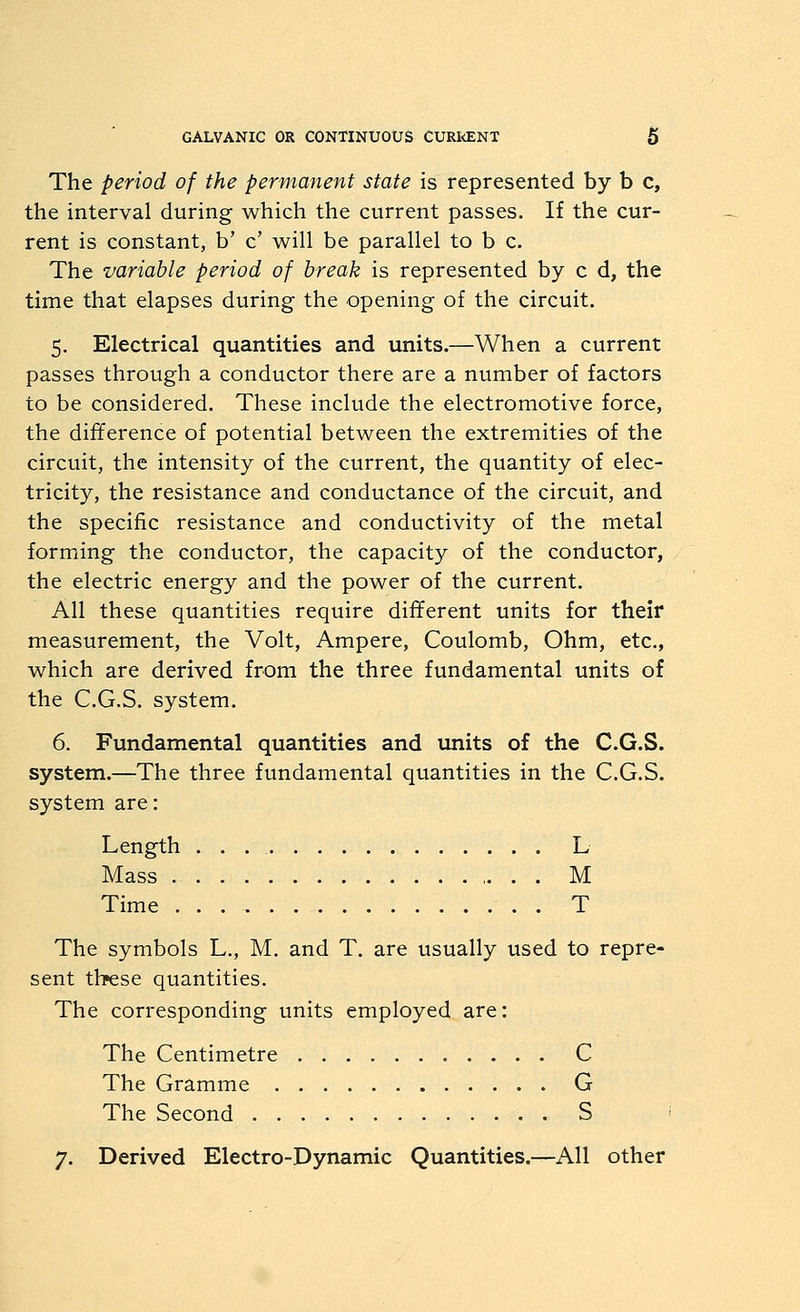 GALVANIC OR CONTINUOUS CURRENT 5
The period of the permanent state is represented by b c,
the interval during which the current passes. If the cur-
rent is constant, b' c' will be parallel to b c.
The variable period of break is represented by c d, the
time that elapses during the opening of the circuit.
5. Electrical quantities and units.—When a current
passes through a conductor there are a number of factors
to be considered. These include the electromotive force,
the difference of potential between the extremities of the
circuit, the intensity of the current, the quantity of elec-
tricity, the resistance and conductance of the circuit, and
the specific resistance and conductivity of the metal
forming the conductor, the capacity of the conductor,
the electric energy and the power of the current.
All these quantities require different units for their
measurement, the Volt, Ampere, Coulomb, Ohm, etc.,
which are derived from the three fundamental units of
the C.G.S. system.
6. Fundamental quantities and units of the C.G.S.
system.—The three fundamental quantities in the C.G.S.
system are:
Length . . . . . . . . . . . . . . . L
Mass . . . . . . . . . . . . . . . . M
Time . . . . . . . . . . . . . . . . T
The symbols L., M. and T. are usually used to repre-
sent these quantities.
The corresponding units employed are:
The Centimetre . . . . . . . . . . . C
The Gramme . . . . . . . . . . . . G
The Second . . . . . . . . . . . . . S
7. Derived Electro-Dynamic Quantities.—All other